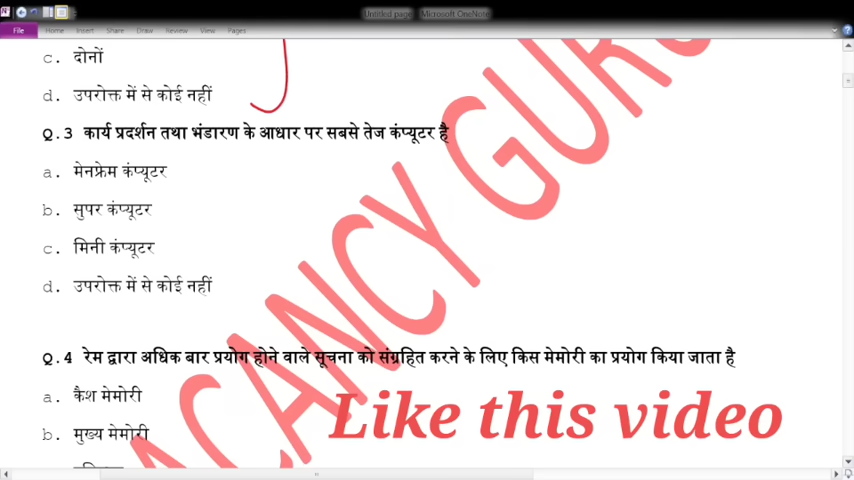 Untitled page - Microsoft OneNote
File Home Insert Share Draw Review View Pages
c. दोनों
d. उपरोक्त में से कोई नहीं
Q.3 कार्य प्रदर्शन तथा भंडारण के आधार पर सबसे तेज कंप्यूटर है
a. मेनफ्रेम कंप्यूटर
b. सुपर कंप्यूटर
c. मिनी कंप्यूटर
d. उपरोक्त में से कोई नहीं
Q.4 रेम द्वारा अधिक बार प्रयोग होने वाले सूचना को संग्रहित करने के लिए किस मेमोरी का प्रयोग किया जाता है
a. कैश मेमोरी
b. मुख्य मेमोरी
ACANCY GURU
Like this video